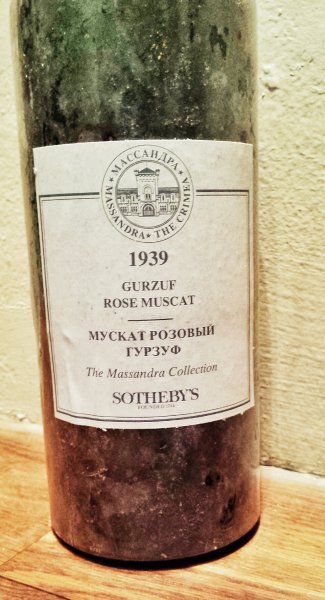 МАССАНДРА
MASSANDRA ★ THE CRIMEA
1939
GURZUF
ROSE MUSCAT
МУСКАТ РОЗОВЫЙ
ГУРЗУФ
The Massandra Collection
SOTHEBY'S
FOUNDED 1744